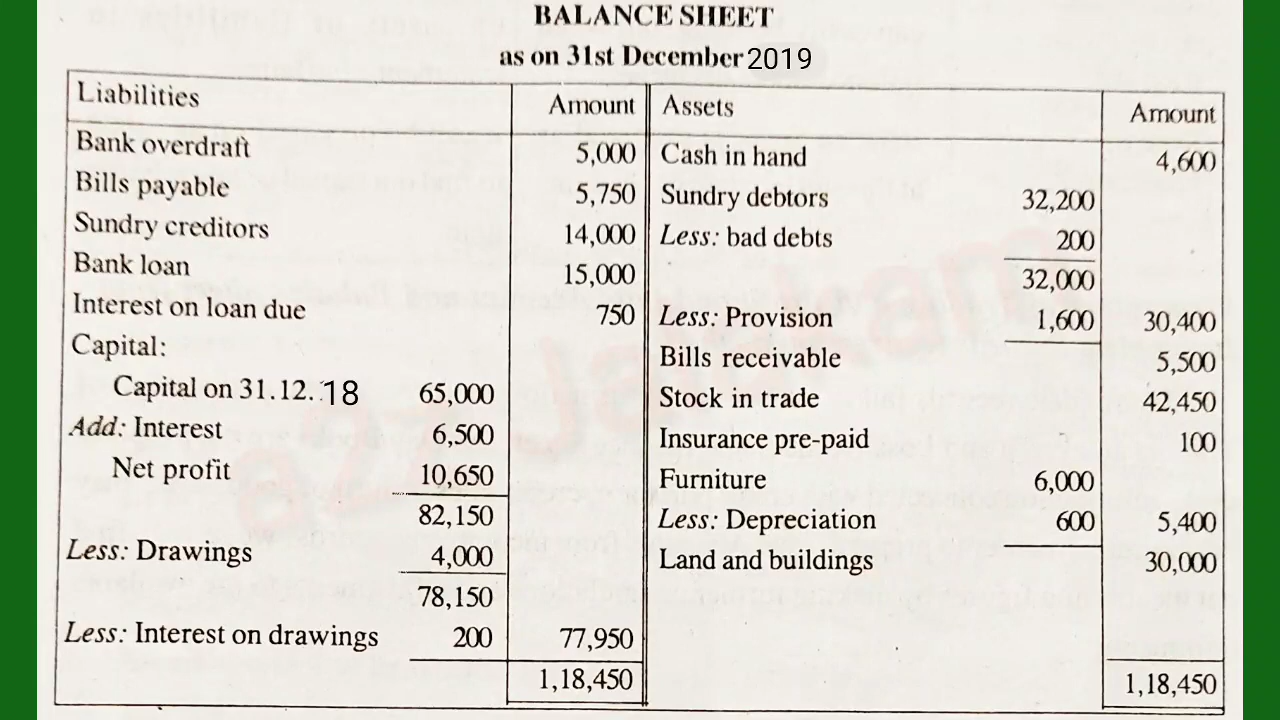 BALANCE SHEET
as on 31st December 2019
Liabilities Amount Assets Amount
Bank overdraft 5,000 Cash in hand 4,600
Bills payable 5,750 Sundry debtors 32,200
Sundry creditors 14,000 Less: bad debts 200
Bank loan 15,000 32,000
Interest on loan due 750 Less: Provision 1,600 30,400
Capital: Bills receivable 5,500
Capital on 31.12.18 65,000 Stock in trade 42,450
Add: Interest 6,500 Insurance pre-paid 100
Net profit 10,650 Furniture 6,000
82,150 Less: Depreciation 600 5,400
Less: Drawings 4,000 Land and buildings 30,000
78,150
Less: Interest on drawings 200 77,950
1,18,450 1,18,450